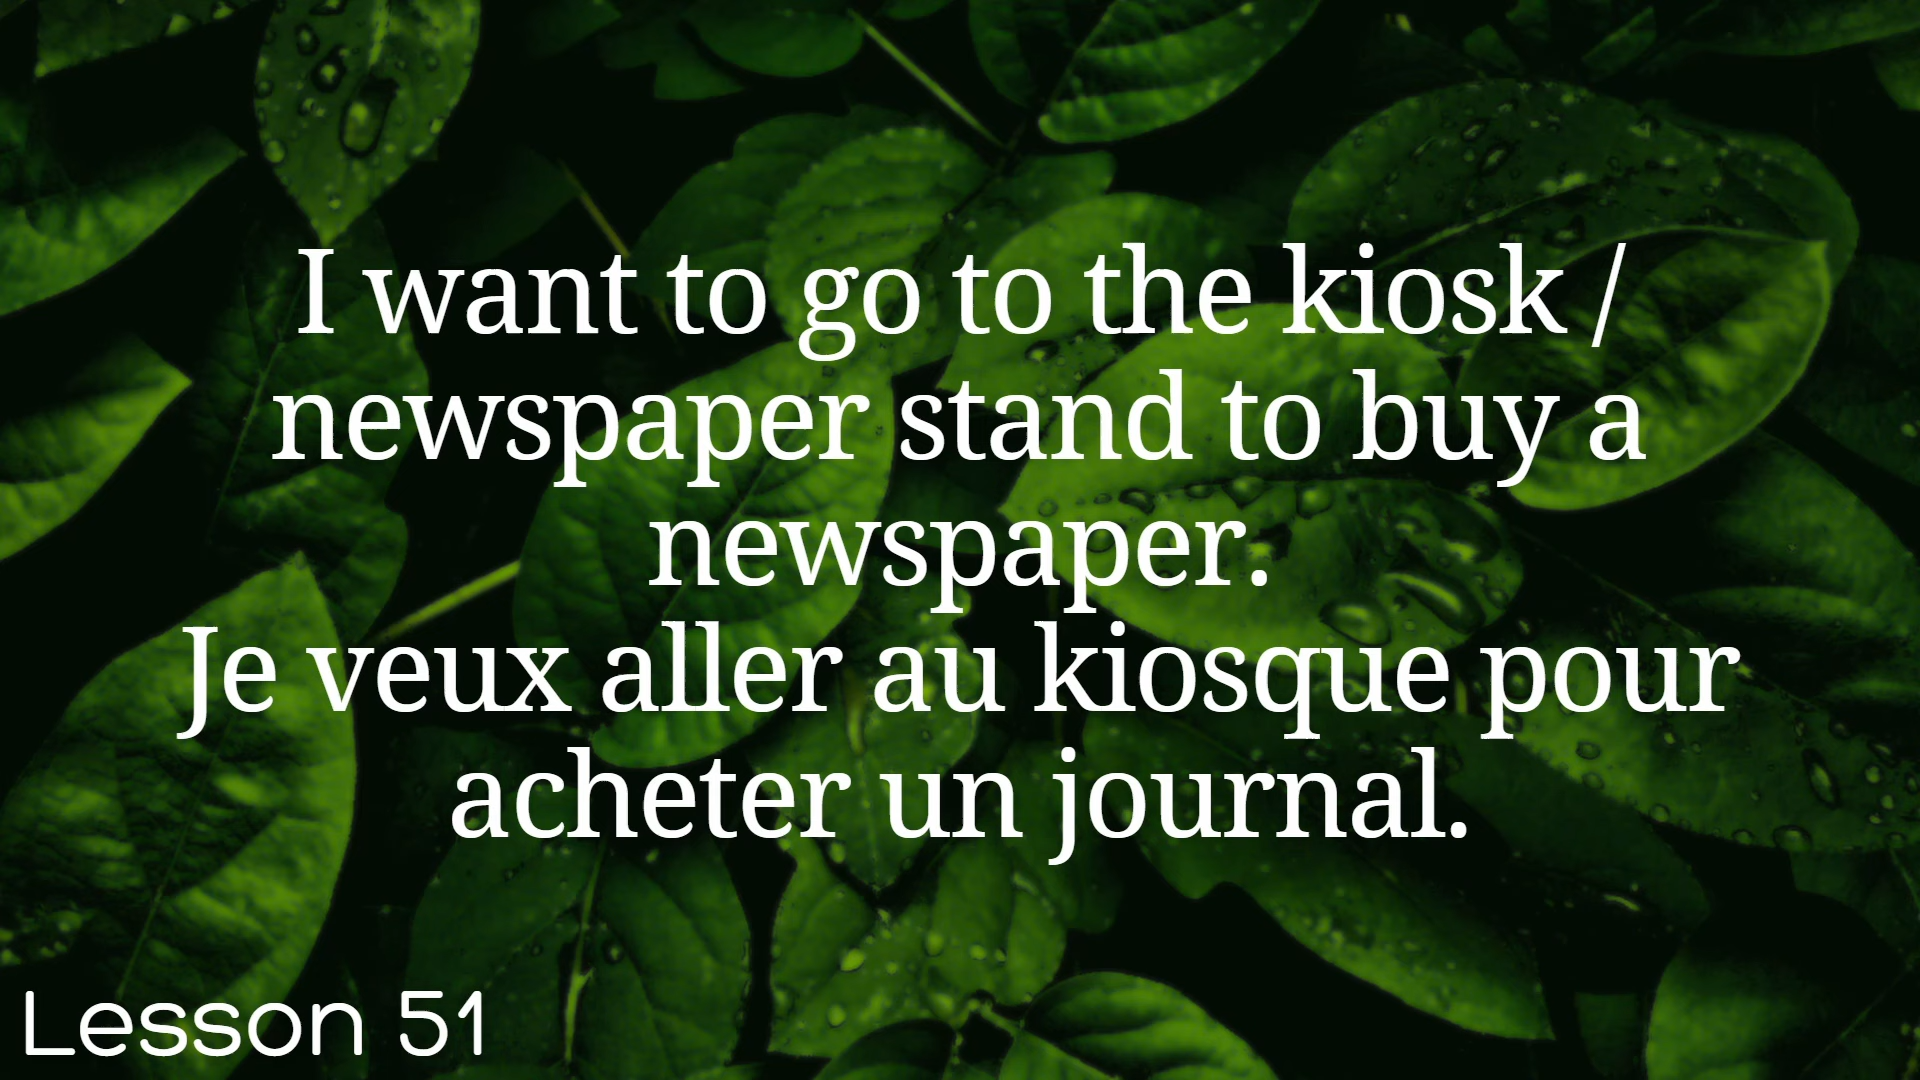 I want to go to the kiosk /
newspaper stand to buy a
newspaper.
Je veux aller au kiosque pour
acheter un journal.
Lesson 51